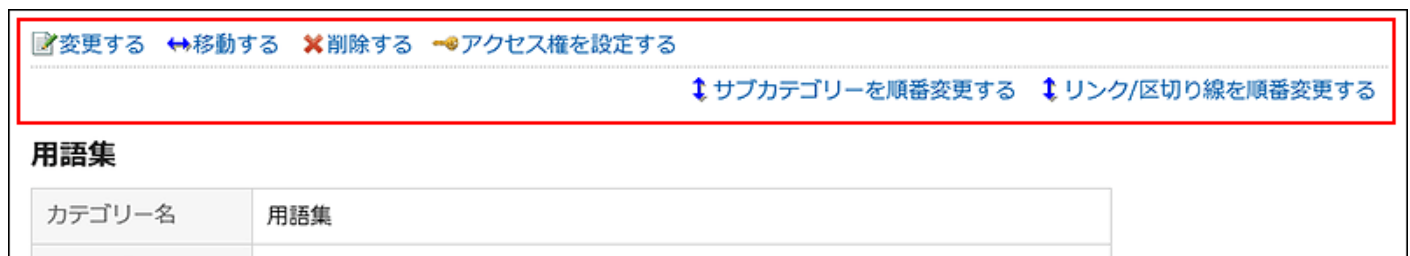 変更する 移動する 削除する アクセス権を設定する
サブカテゴリーを順番変更する リンク/区切り線を順番変更する
用語集
カテゴリー名 用語集